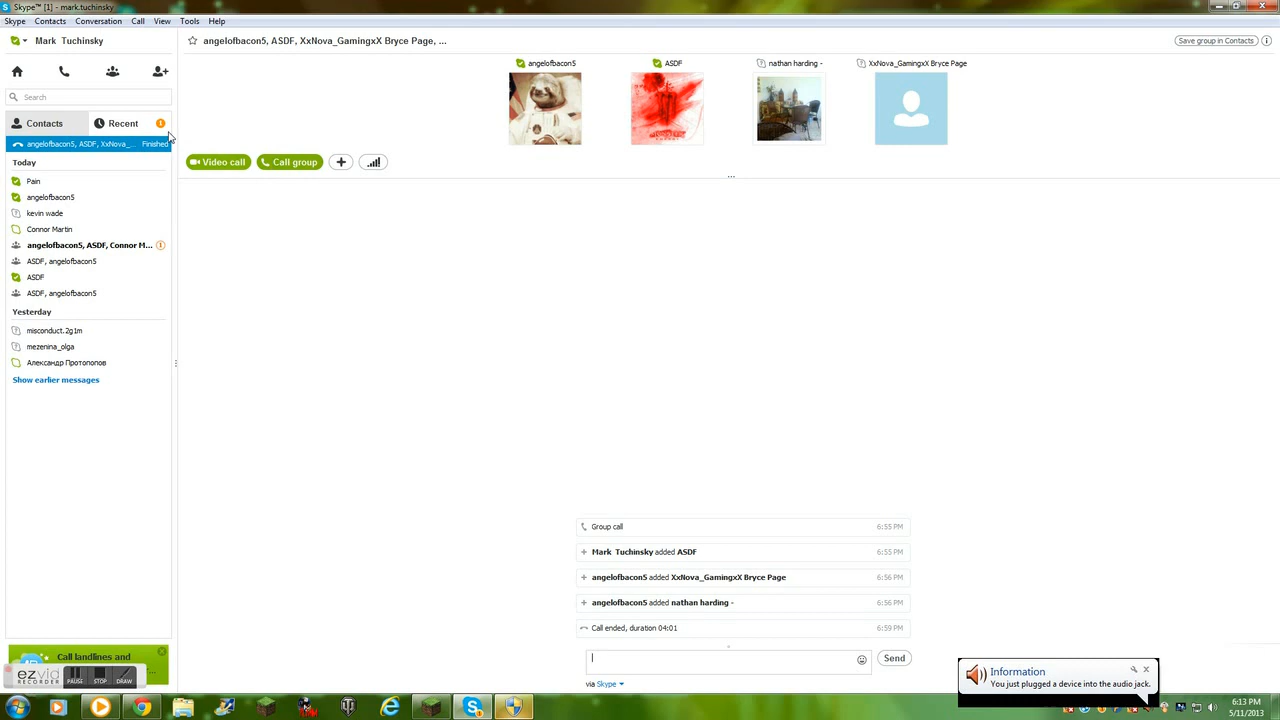 Skype™ [1] - mark.tuchinsky
Skype Contacts Conversation Call View Tools Help
Mark Tuchinsky
angelofbacon5, ASDF, XxNova_GamingxX Bryce Page, ...
Save group in Contacts
angelofbacon5
ASDF
nathan harding -
XxNova_GamingxX Bryce Page
Search
Contacts
Recent
1
angelofbacon5, ASDF, XxNova_... Finished
Video call
Call group
Today
Pain
angelofbacon5
kevin wade
Connor Martin
angelofbacon5, ASDF, Connor M... 1
ASDF, angelofbacon5
ASDF
ASDF, angelofbacon5
Yesterday
misconduct.2g1m
mezenina_olga
Александр Протопопов
Show earlier messages
Group call 6:55 PM
Mark Tuchinsky added ASDF 6:55 PM
angelofbacon5 added XxNova_GamingxX Bryce Page 6:56 PM
angelofbacon5 added nathan harding - 6:56 PM
Call ended, duration 04:01 6:59 PM
Send
via Skype
Call landlines and
ezvid
RECORDER
PAUSE STOP DRAW
Information
You just plugged a device into the audio jack.
6:13 PM
5/11/2013